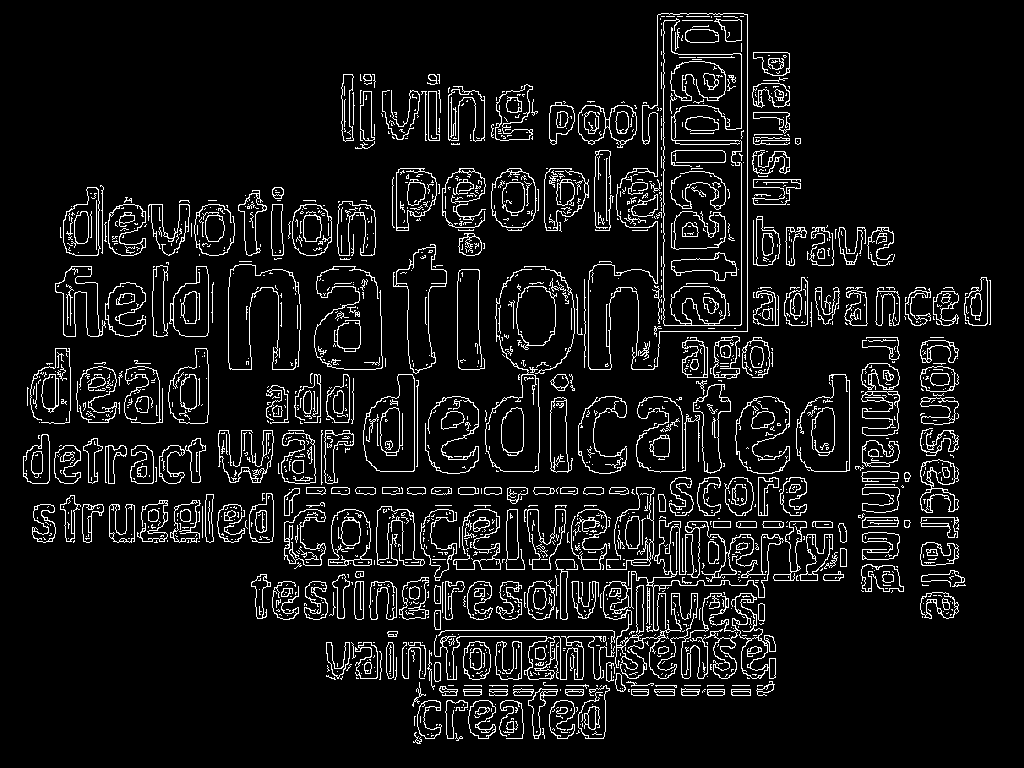 living
poor
dedicate
perish
people
devotion
brave
field
nation
advanced
ago
dead
add
dedicated
remaining
consecrate
detract
war
score
struggled
conceived
liberty
testing
resolve
lives
vain
fought
sense
created